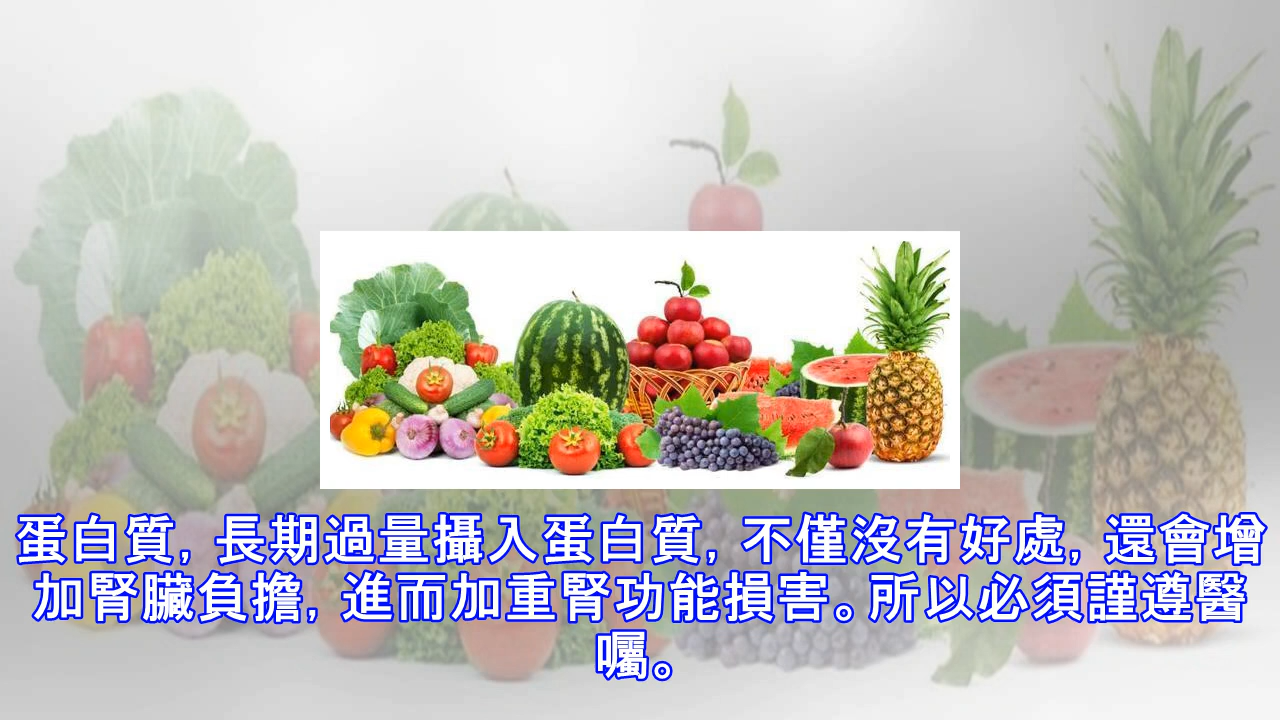 蛋白質, 長期過量攝入蛋白質, 不僅沒有好處, 還會增
加腎臟負擔, 進而加重腎功能損害。所以必須謹遵醫
囑。